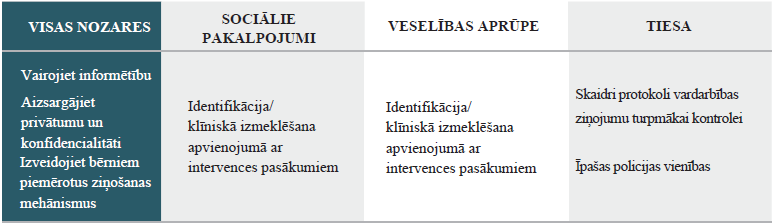 VISAS NOZARES
SOCIĀLIE
PAKALPOJUMI
VESELĪBAS APRŪPE
TIESA
Vairojiet informētību
Aizsargājiet
privātumu un
konfidencialitāti
Izveidojiet bērniem
piemērotus ziņošanas
mehānismus
Identifikācija/
klīniskā izmeklēšana
apvienojumā ar
intervences pasākumiem
Identifikācija/
klīniskā izmeklēšana
apvienojumā ar
intervences pasākumiem
Skaidri protokoli vardarbības
ziņojumu turpmākai kontrolei
Īpašas policijas vienības